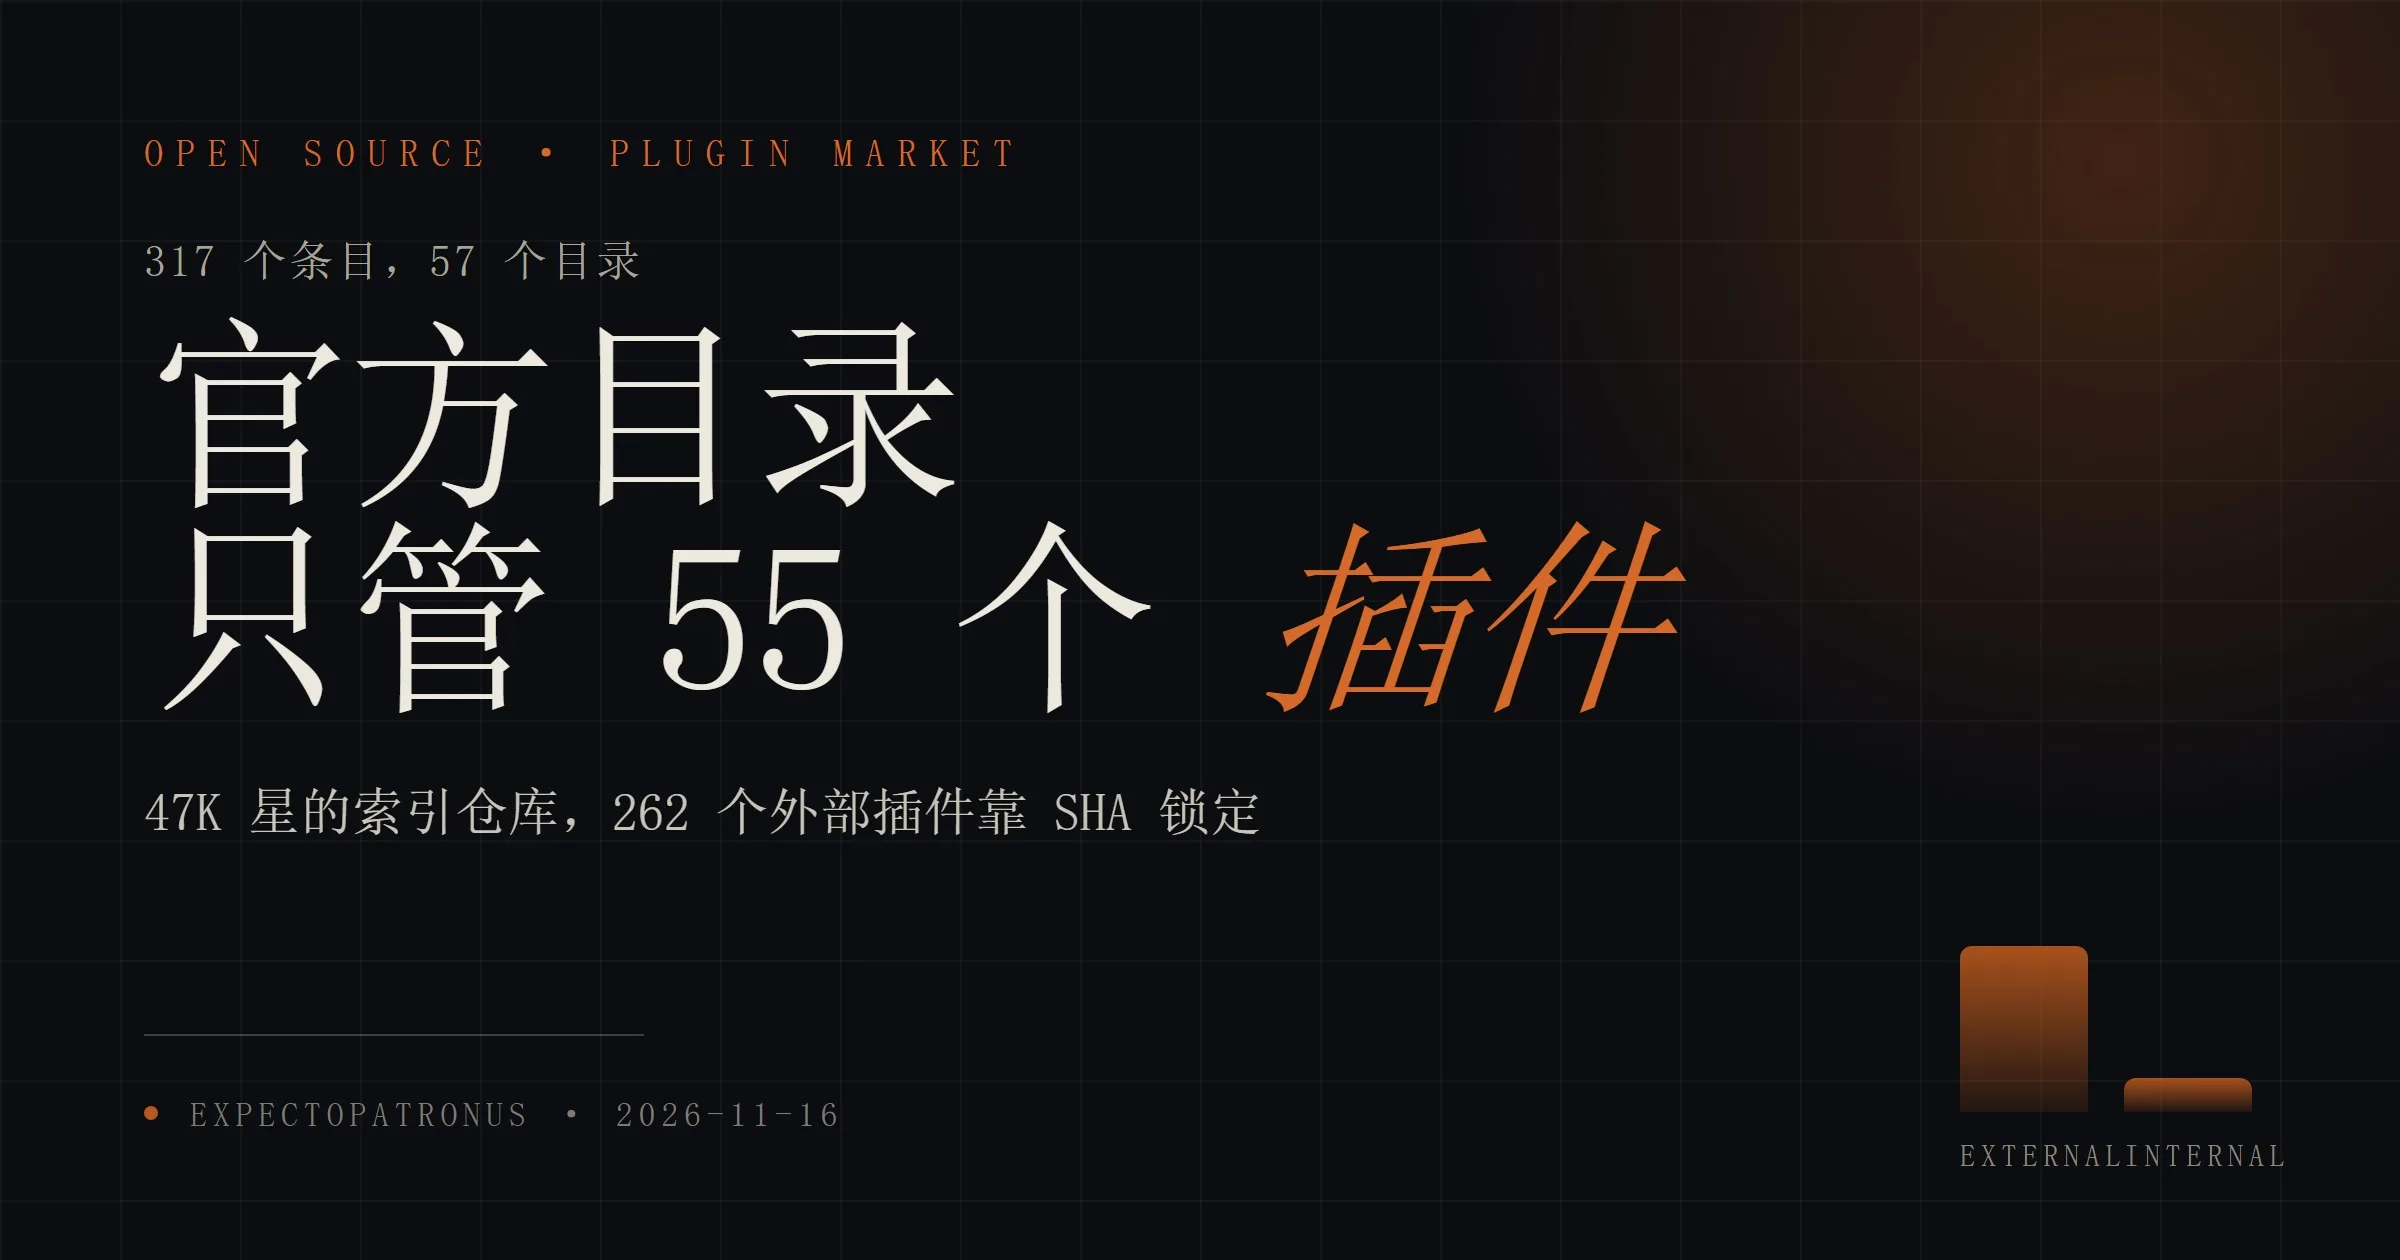 OPEN SOURCE • PLUGIN MARKET
317 个条目，57 个目录
官方目录
只管 55 个 插件
47K 星的索引仓库，262 个外部插件靠 SHA 锁定
EXPECTOPATRONUS • 2026-11-16
EXTERNALINTERNAL